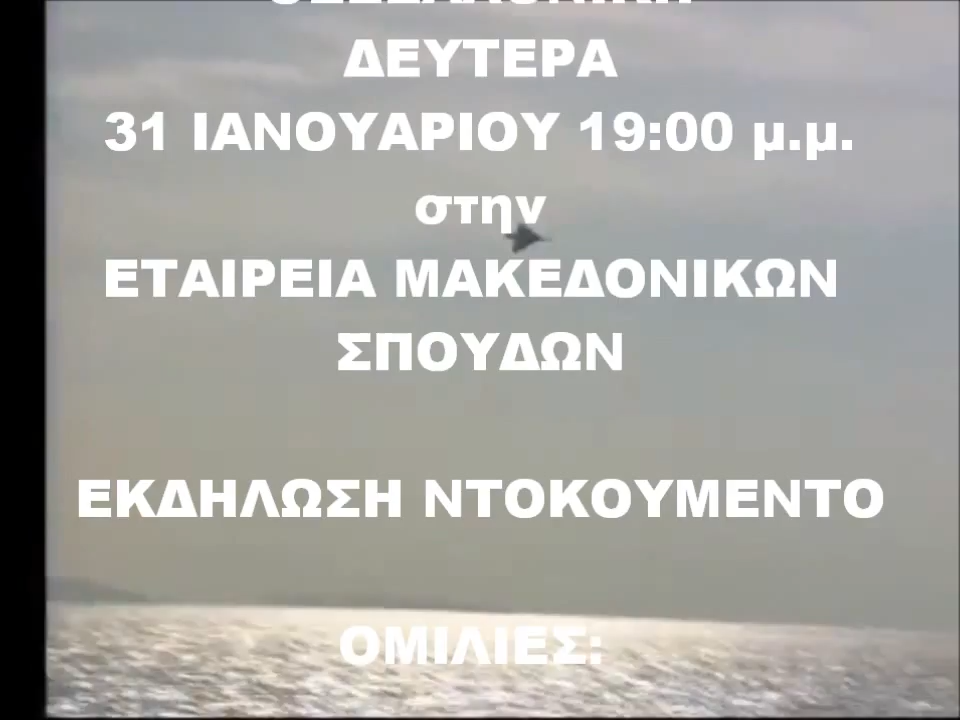 ΔΕΥΤΕΡΑ
31 ΙΑΝΟΥΑΡΙΟΥ 19:00 μ.μ.
στην
ΕΤΑΙΡΕΙΑ ΜΑΚΕΔΟΝΙΚΩΝ
ΣΠΟΥΔΩΝ
ΕΚΔΗΛΩΣΗ ΝΤΟΚΟΥΜΕΝΤΟ
ΟΜΙΛΙΕΣ: